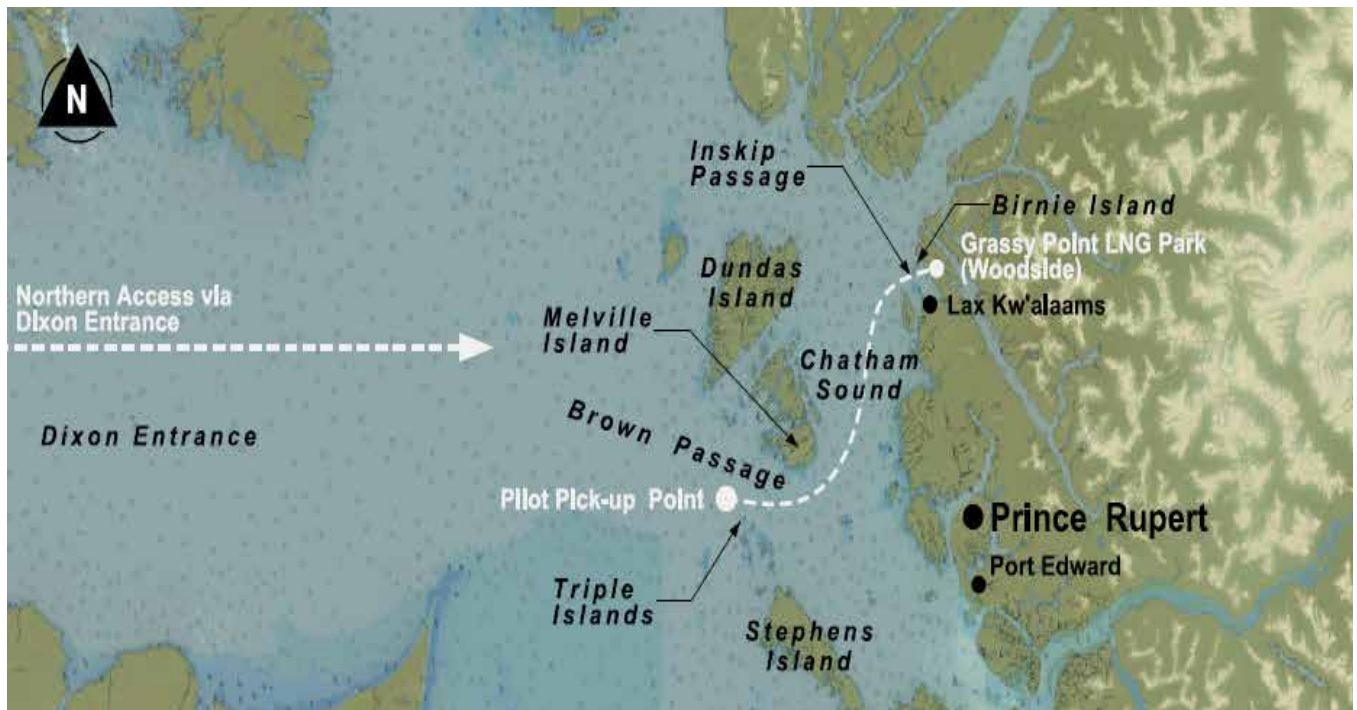 N
Inskip
Passage
Birnie Island
Grassy Point LNG Park
(Woodside)
Dundas
Island
Northern Access via
Dixon Entrance
Lax Kw'alaams
Melville
Island
Chatham
Sound
Brown Passage
Dixon Entrance
Pilot Pick-up Point
Prince Rupert
Port Edward
Triple
Islands
Stephens
Island